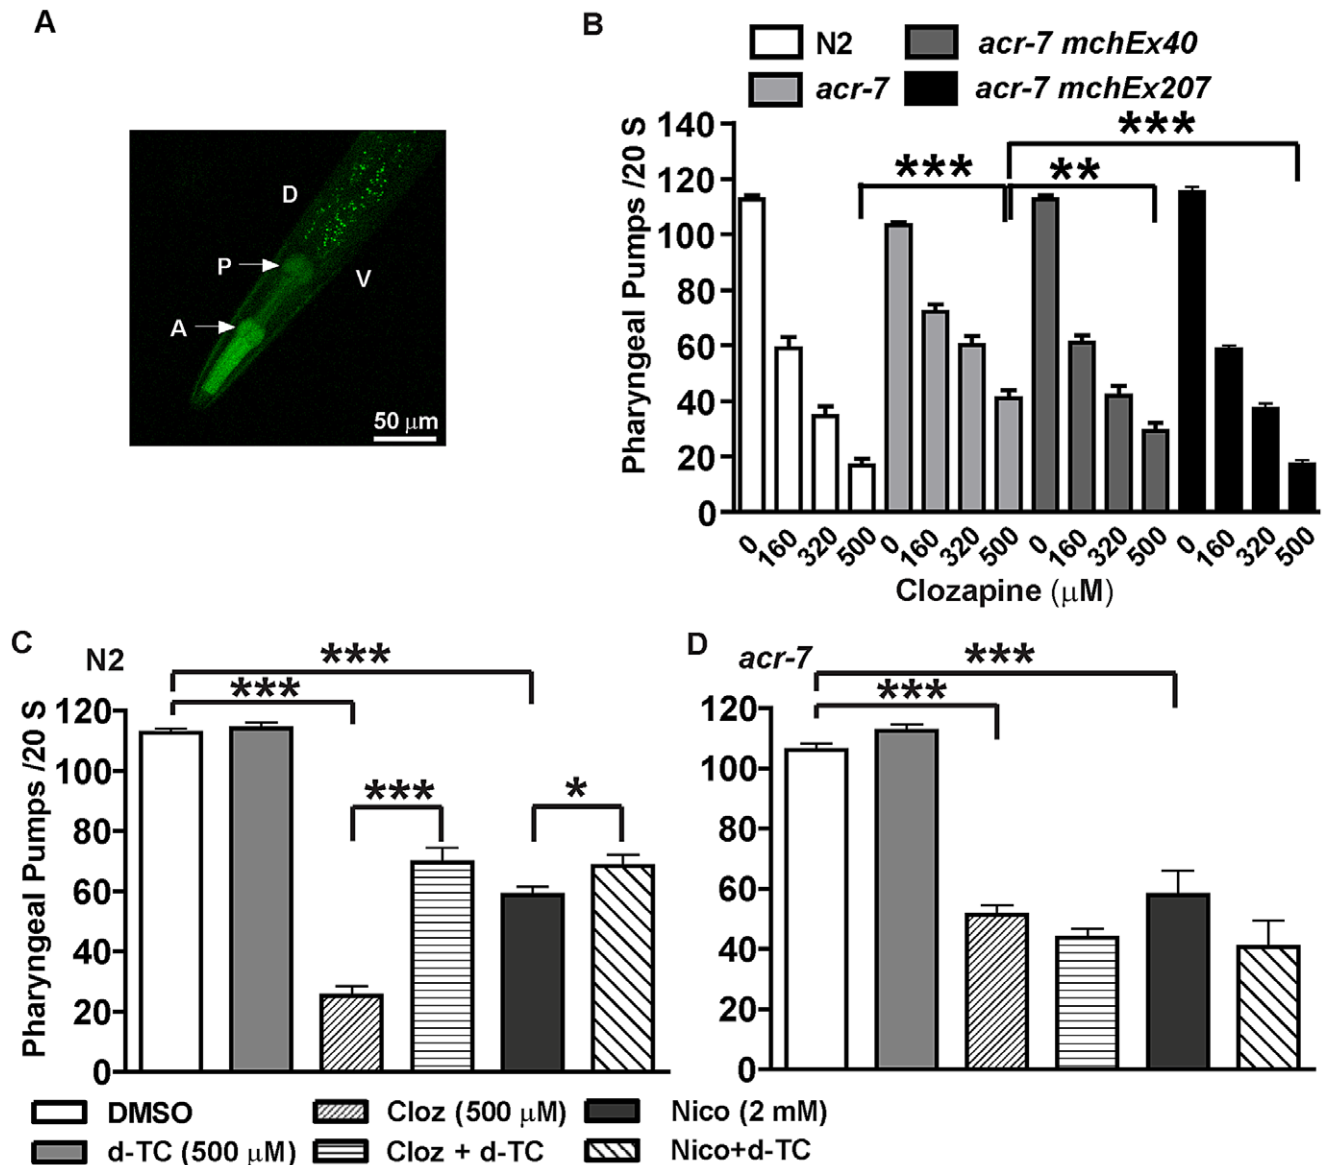 A
D
P
V
A
50 μm
B
N2
acr-7 mchEx40
acr-7
acr-7 mchEx207
Pharyngeal Pumps /20 S
140
120
100
80
60
40
20
0
***
**
***
0 160 320 500 0 160 320 500 0 160 320 500 0 160 320 500
Clozapine (μM)
C
N2
Pharyngeal Pumps /20 S
120
100
80
60
40
20
0
***
***
***
*
D
acr-7
120
100
80
60
40
20
0
***
***
DMSO
Cloz (500 μM)
Nico (2 mM)
d-TC (500 μM)
Cloz + d-TC
Nico+d-TC